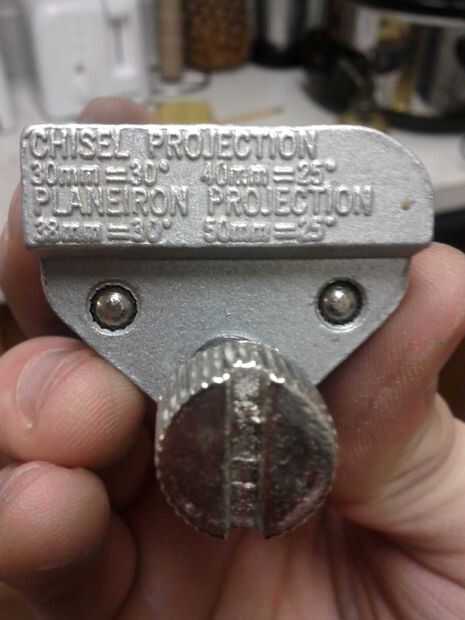 CHISEL PROJECTION
30mm=30° 40mm=25°
PLANEIRON PROJECTION
38mm=30° 50mm=25°